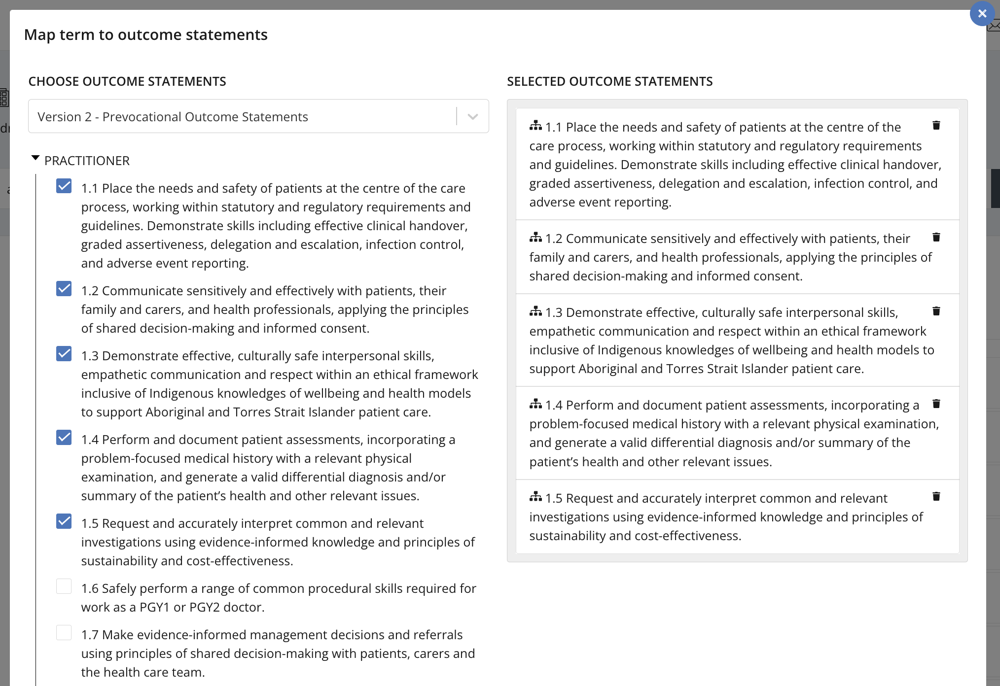 Map term to outcome statements
CHOOSE OUTCOME STATEMENTS
Version 2 - Prevocational Outcome Statements
PRACTITIONER
1.1 Place the needs and safety of patients at the centre of the care
process, working within statutory and regulatory requirements and
guidelines. Demonstrate skills including effective clinical handover,
graded assertiveness, delegation and escalation, infection control,
and adverse event reporting.
1.2 Communicate sensitively and effectively with patients, their
family and carers, and health professionals, applying the principles
of shared decision-making and informed consent.
1.3 Demonstrate effective, culturally safe interpersonal skills,
empathetic communication and respect within an ethical framework
inclusive of Indigenous knowledges of wellbeing and health models
to support Aboriginal and Torres Strait Islander patient care.
1.4 Perform and document patient assessments, incorporating a
problem-focused medical history with a relevant physical
examination, and generate a valid differential diagnosis and/or
summary of the patient’s health and other relevant issues.
1.5 Request and accurately interpret common and relevant
investigations using evidence-informed knowledge and principles of
sustainability and cost-effectiveness.
1.6 Safely perform a range of common procedural skills required for
work as a PGY1 or PGY2 doctor.
1.7 Make evidence-informed management decisions and referrals
using principles of shared decision-making with patients, carers and
the health care team.
SELECTED OUTCOME STATEMENTS
1.1 Place the needs and safety of patients at the centre of the
care process, working within statutory and regulatory requirements
and guidelines. Demonstrate skills including effective clinical handover,
graded assertiveness, delegation and escalation, infection control, and
adverse event reporting.
1.2 Communicate sensitively and effectively with patients, their
family and carers, and health professionals, applying the principles of
shared decision-making and informed consent.
1.3 Demonstrate effective, culturally safe interpersonal skills,
empathetic communication and respect within an ethical framework
inclusive of Indigenous knowledges of wellbeing and health models to
support Aboriginal and Torres Strait Islander patient care.
1.4 Perform and document patient assessments, incorporating a
problem-focused medical history with a relevant physical examination,
and generate a valid differential diagnosis and/or summary of the
patient’s health and other relevant issues.
1.5 Request and accurately interpret common and relevant
investigations using evidence-informed knowledge and principles of
sustainability and cost-effectiveness.